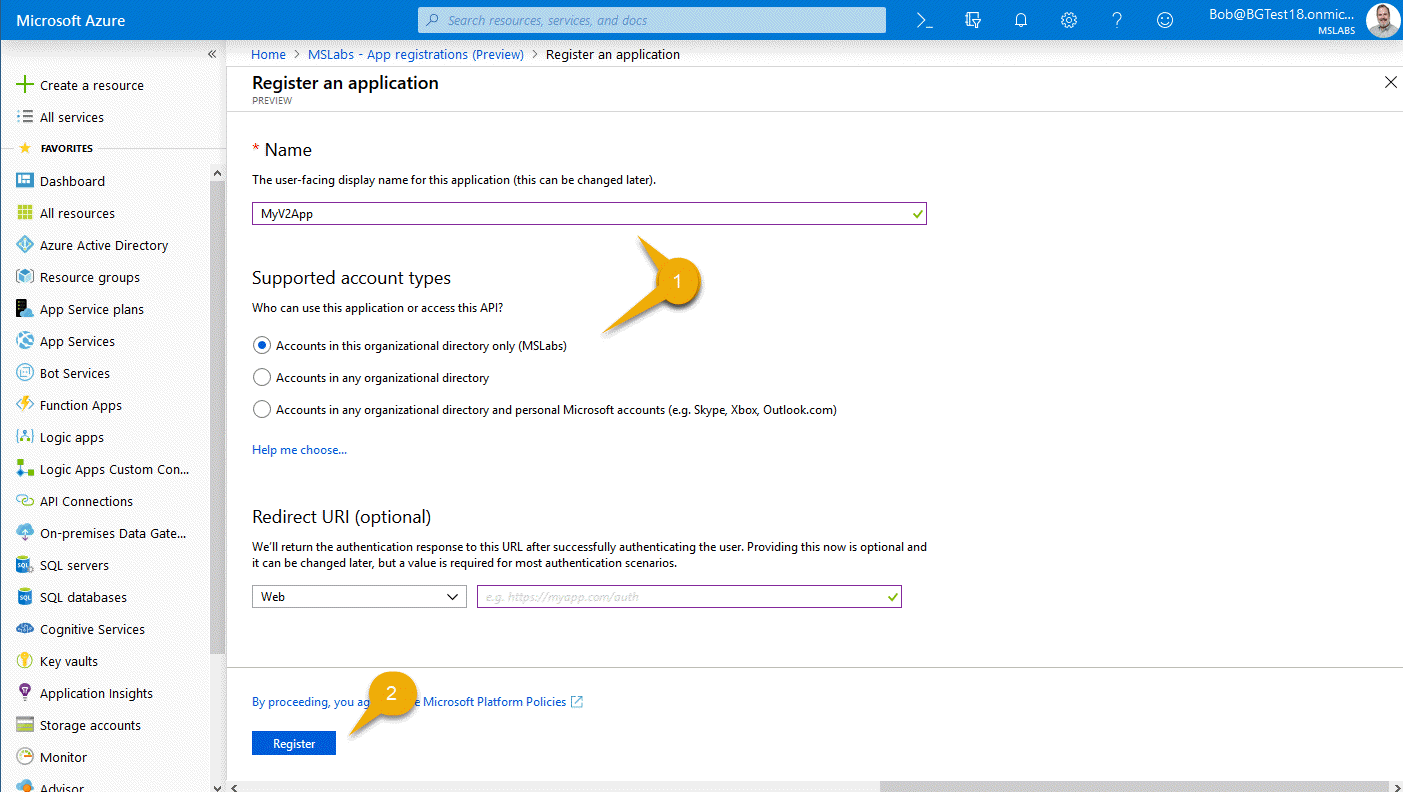 Microsoft Azure
Search resources, services, and docs
Bob@BGTest18.onmic...
MSLABS
Create a resource
All services
FAVORITES
Dashboard
All resources
Azure Active Directory
Resource groups
App Service plans
App Services
Bot Services
Function Apps
Logic apps
Logic Apps Custom Con...
API Connections
On-premises Data Gate...
SQL servers
SQL databases
Cognitive Services
Key vaults
Application Insights
Storage accounts
Monitor
Advisor
Home > MSLabs - App registrations (Preview) > Register an application
Register an application
PREVIEW
* Name
The user-facing display name for this application (this can be changed later).
MyV2App
1
Supported account types
Who can use this application or access this API?
Accounts in this organizational directory only (MSLabs)
Accounts in any organizational directory
Accounts in any organizational directory and personal Microsoft accounts (e.g. Skype, Xbox, Outlook.com)
Help me choose...
Redirect URI (optional)
We'll return the authentication response to this URL after successfully authenticating the user. Providing this now is optional and
it can be changed later, but a value is required for most authentication scenarios.
Web
e.g. https://myapp.com/auth
2
By proceeding, you ag e Microsoft Platform Policies
Register